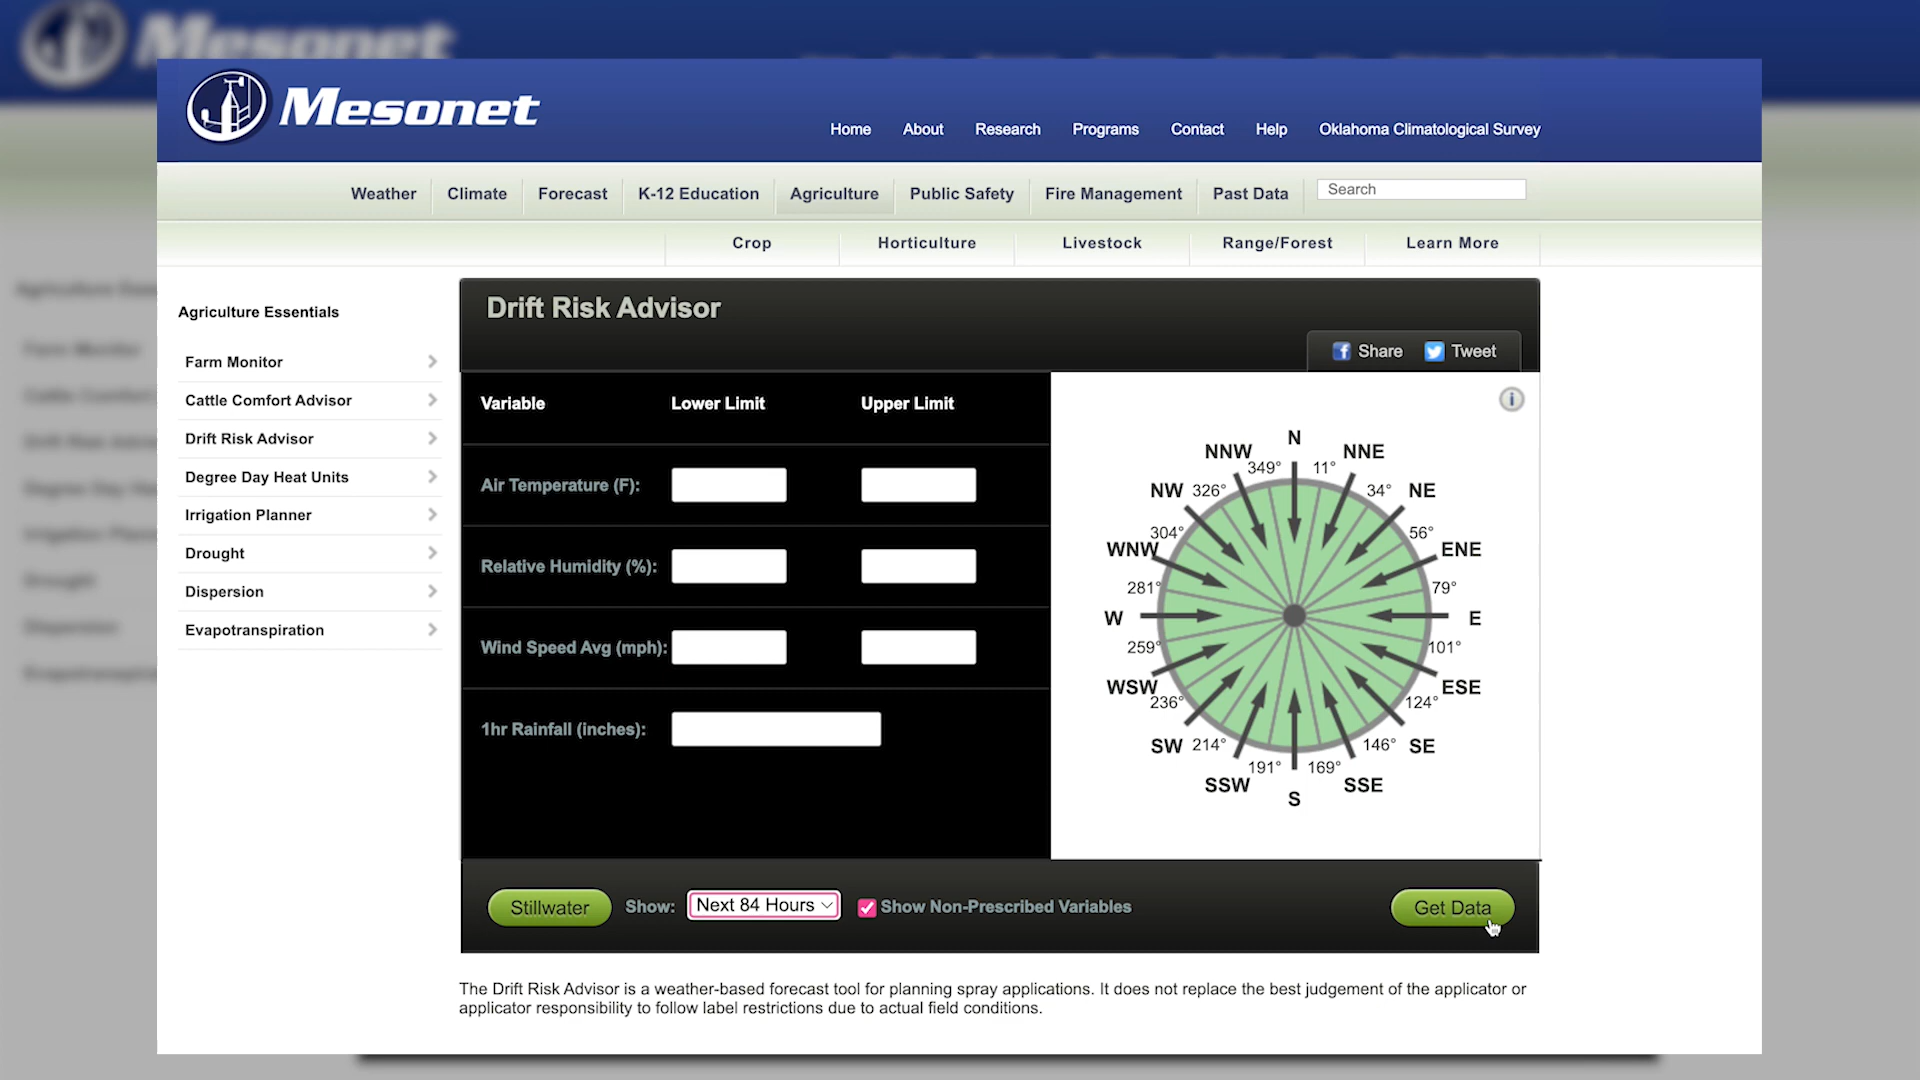 Mesonet
Home About Research Programs Contact Help Oklahoma Climatological Survey
Weather Climate Forecast K-12 Education Agriculture Public Safety Fire Management Past Data Search
Crop Horticulture Livestock Range/Forest Learn More
Agriculture Essentials
Farm Monitor
Cattle Comfort Advisor
Drift Risk Advisor
Degree Day Heat Units
Irrigation Planner
Drought
Dispersion
Evapotranspiration
Drift Risk Advisor
Share Tweet
Variable Lower Limit Upper Limit
Air Temperature (F):
Relative Humidity (%):
Wind Speed Avg (mph):
1hr Rainfall (inches):
N
NNW NNE
349° 11°
NW 326° 34° NE
304° 56°
WNW ENE
281° 79°
W E
259° 101°
WSW ESE
236° 124°
SW 214° 146° SE
191° 169°
SSW SSE
S
Stillwater Show: Next 84 Hours Show Non-Prescribed Variables Get Data
The Drift Risk Advisor is a weather-based forecast tool for planning spray applications. It does not replace the best judgement of the applicator or
applicator responsibility to follow label restrictions due to actual field conditions.